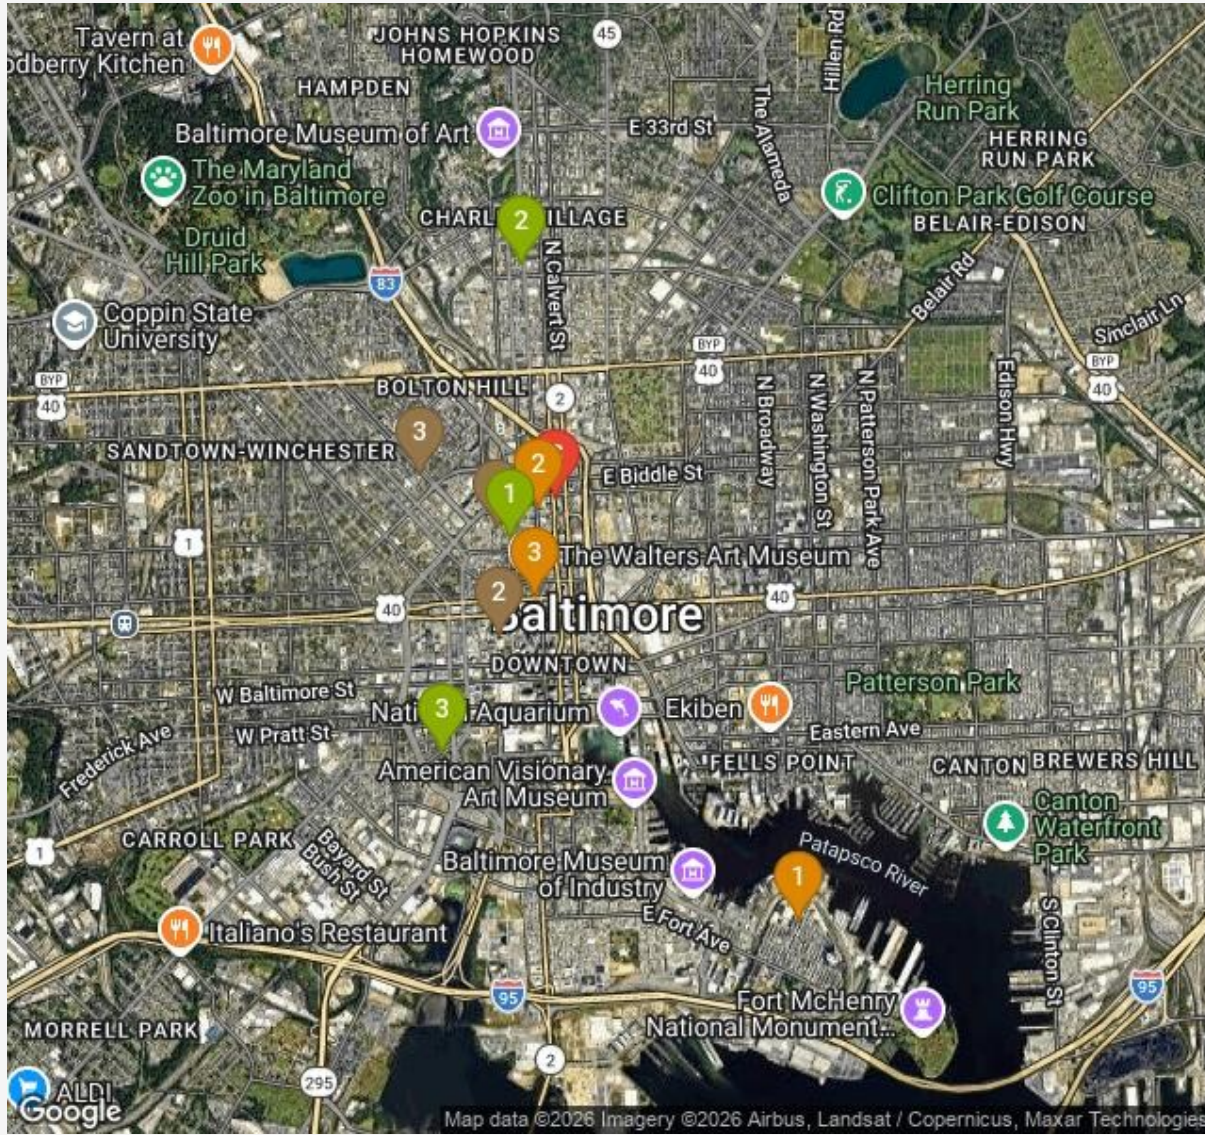 Tavern at
odberry Kitchen
JOHNS HOPKINS
HOMEWOOD
45
Hillen Rd
HAMPDEN
The Alameda
Herring
Run Park
Baltimore Museum of Art
E 33rd St
HERRING
RUN PARK
The Maryland
Zoo in Baltimore
Clifton Park Golf Course
2
BELAIR-EDISON
Druid
Hill Park
N Calvert St
83
Belair Rd
Coppin State
University
Sinclair Ln
BYP
40
BYP
40
BYP
40
BOLTON HILL
2
N Broadway
N Washington St
N Patterson Park Ave
Edison Hwy
3
SANDTOWN-WINCHESTER
2
E Biddle St
1
1
3
The Walters Art Museum
2
40
40
Baltimore
DOWNTOWN
W Baltimore St
Patterson Park
3
Aquarium
Ekiben
W Pratt St
Eastern Ave
Frederick Ave
FELLS POINT
CANTON
BREWERS HILL
American Visionary
Art Museum
Canton
Waterfront
Park
CARROLL PARK
1
Bayard St
Bush St
Patapsco River
Baltimore Museum
of Industry
1
E Fort Ave
S Clinton St
Italiano's Restaurant
95
95
Fort McHenry
National Monument...
MORRELL PARK
2
295
ALDI
Google
Map data ©2026 Imagery ©2026 Airbus, Landsat / Copernicus, Maxar Technologies